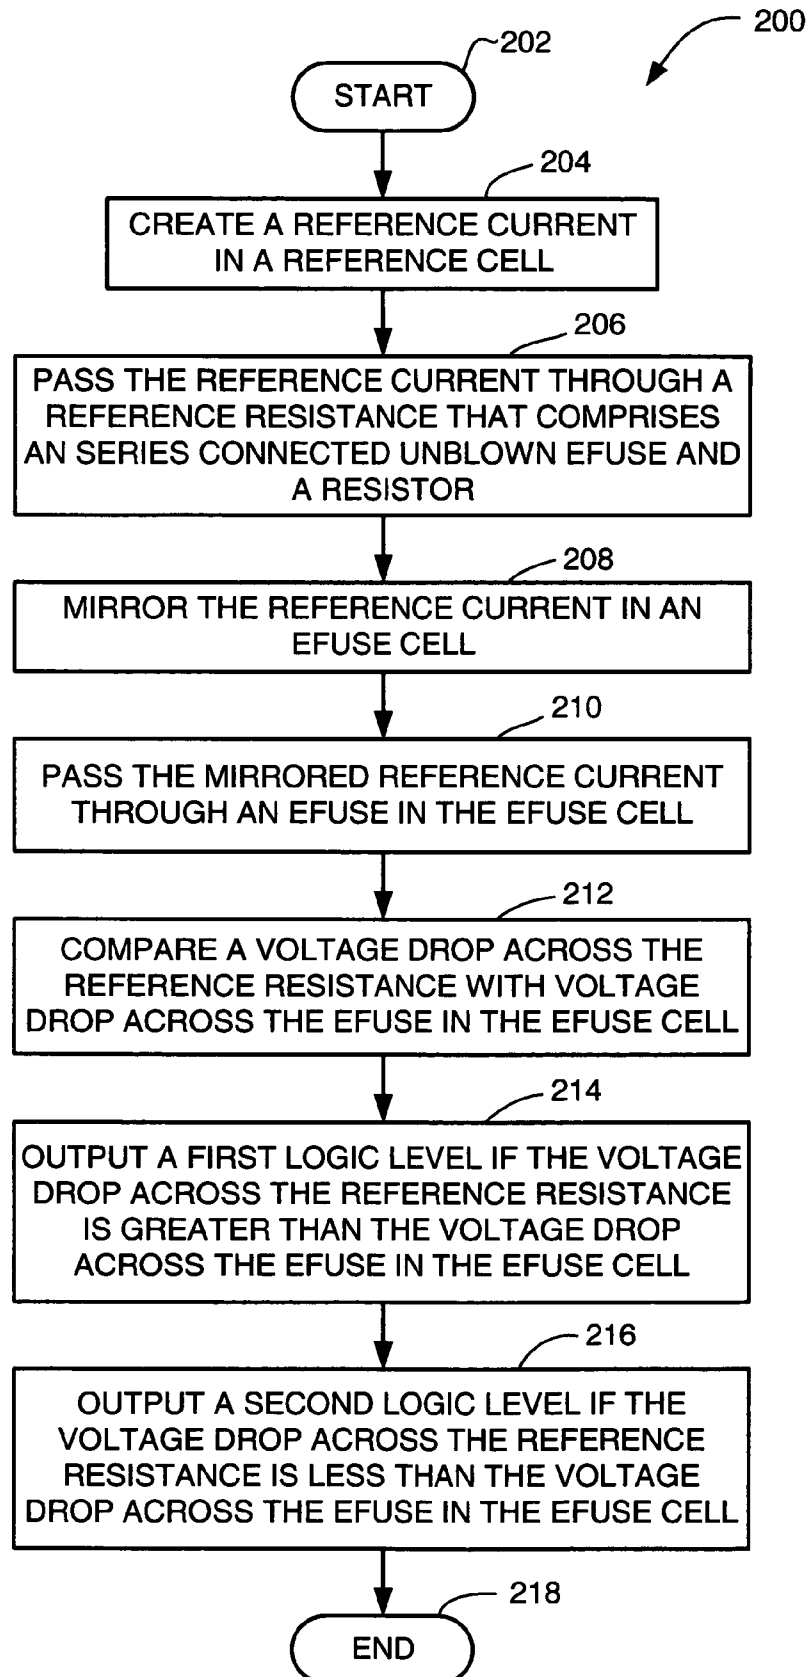 200
202
START
204
CREATE A REFERENCE CURRENT
IN A REFERENCE CELL
206
PASS THE REFERENCE CURRENT THROUGH A
REFERENCE RESISTANCE THAT COMPRISES
AN SERIES CONNECTED UNBLOWN EFUSE AND
A RESISTOR
208
MIRROR THE REFERENCE CURRENT IN AN
EFUSE CELL
210
PASS THE MIRRORED REFERENCE CURRENT
THROUGH AN EFUSE IN THE EFUSE CELL
212
COMPARE A VOLTAGE DROP ACROSS THE
REFERENCE RESISTANCE WITH VOLTAGE
DROP ACROSS THE EFUSE IN THE EFUSE CELL
214
OUTPUT A FIRST LOGIC LEVEL IF THE VOLTAGE
DROP ACROSS THE REFERENCE RESISTANCE
IS GREATER THAN THE VOLTAGE DROP
ACROSS THE EFUSE IN THE EFUSE CELL
216
OUTPUT A SECOND LOGIC LEVEL IF THE
VOLTAGE DROP ACROSS THE REFERENCE
RESISTANCE IS LESS THAN THE VOLTAGE
DROP ACROSS THE EFUSE IN THE EFUSE CELL
218
END